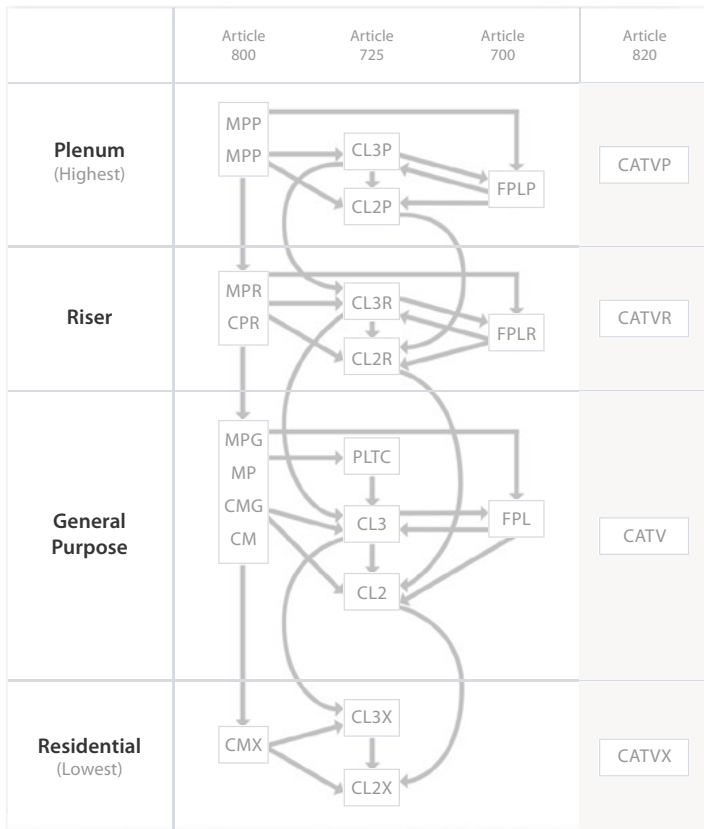 Article
800
Article
725
Article
700
Article
820
Plenum
(Highest)
MPP
MPP
CL3P
CL2P
FPLP
CATVP
Riser
MPR
CPR
CL3R
CL2R
FPLR
CATVR
General
Purpose
MPG
MP
CMG
CM
PLTC
CL3
CL2
FPL
CATV
Residential
(Lowest)
CMX
CL3X
CL2X
CATVX